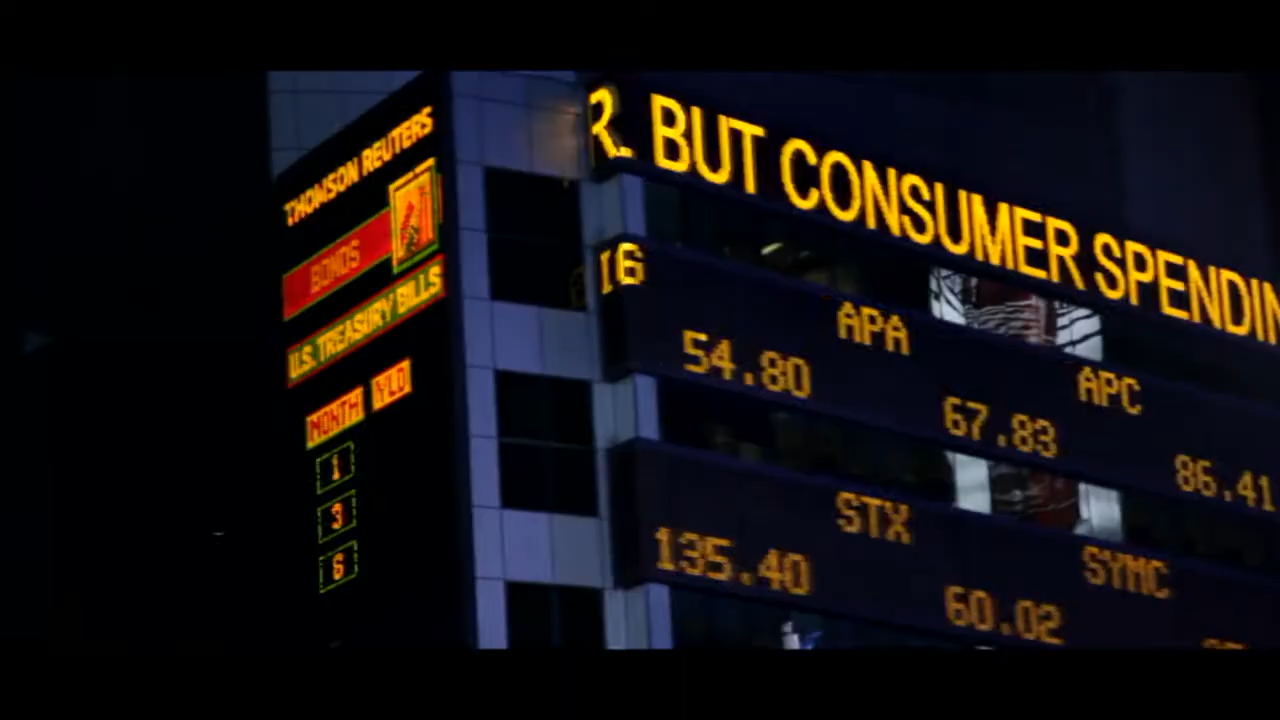 THOMSON REUTERS
BONDS
U.S. TREASURY BILLS
MONTH YLD
1
3
6
R. BUT CONSUMER SPENDIN
IG
APA
54.80
APC
67.83
86.41
STX
135.40
SYMC
60.02